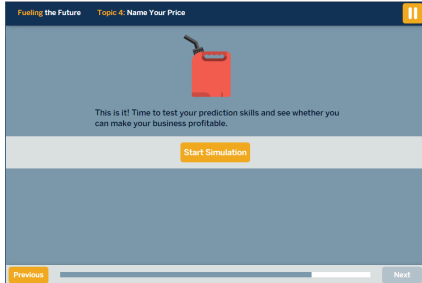 Fueling the Future Topic 4: Name Your Price
This is it! Time to test your prediction skills and see whether you
can make your business profitable.
Start Simulation
Previous Next